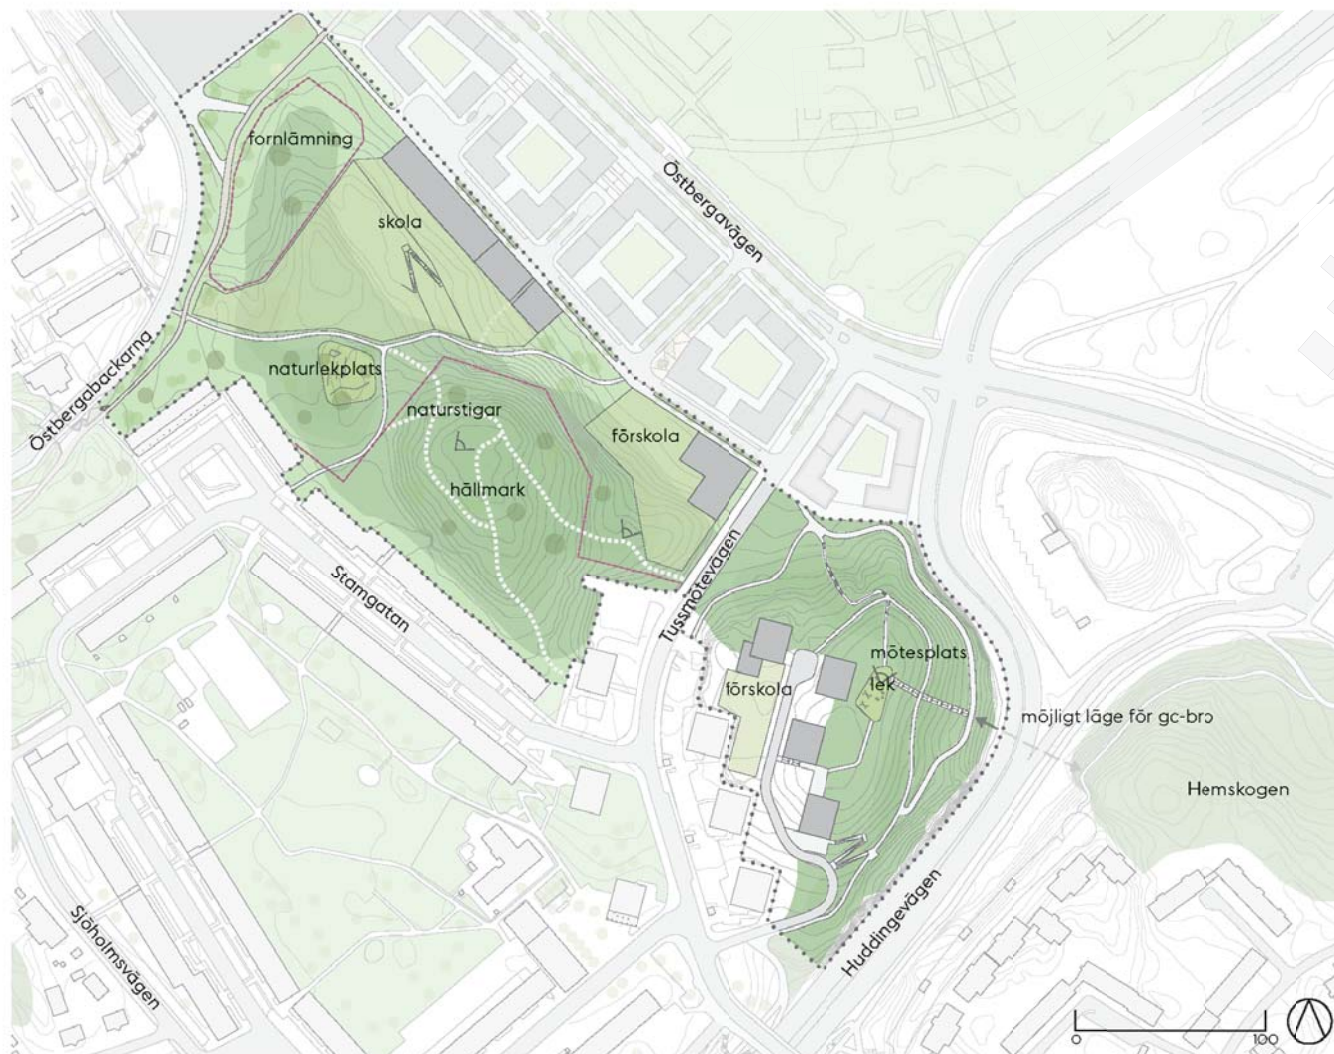 fornlämning
Östbergavägen
skola
Östbergabackarna
naturlekplats
naturstigar
förskola
hällmark
Stamgatan
Tussmötevägen
mötesplats
lek
förskola
möjligt läge för gc-bro
Hemskogen
Huddingevägen
Sjöholmsvägen
0 100